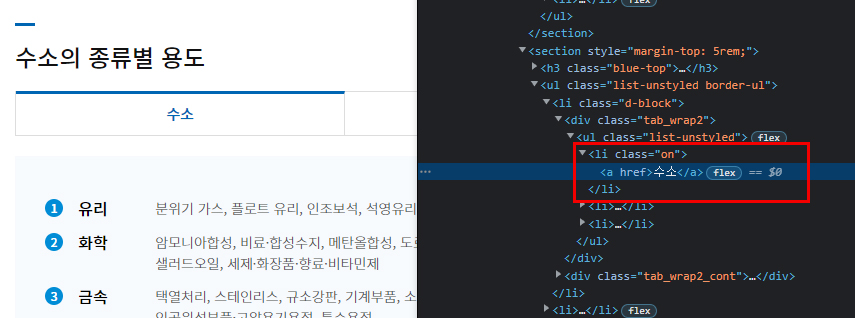 수소의 종류별 용도
수소
1 유리 분위기 가스, 플로트 유리, 인조보석, 석영유리
2 화학 암모니아합성, 비료·합성수지, 메탄올합성, 도료
샐러드오일, 세제·화장품·향료·비타민제
3 금속 택열처리, 스테인리스, 규소강판, 기계부품, 소
<li>…</li> flex
</ul>
</section>
<section style="margin-top: 5rem;">
<h3 class="blue-top">…</h3>
<ul class="list-unstyled border-ul">
<li class="d-block">
<div class="tab_wrap2">
<ul class="list-unstyled"> flex
<li class="on">
… <a href>수소</a> flex == $0
</li>
<li>…</li>
<li>…</li>
</ul>
</div>
<div class="tab_wrap2_cont">…</div>
</li>
<li>…</li> flex